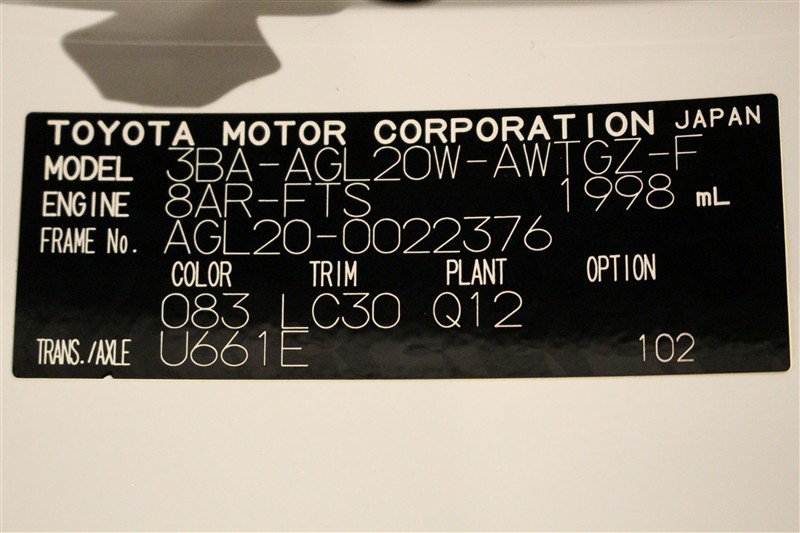 TOYOTA MOTOR CORPORATION JAPAN
MODEL 3BA-AGL20W-AWTGZ-F
ENGINE 8AR-FTS 1998 mL
FRAME No. AGL20-0022376
COLOR TRIM PLANT OPTION
083 LC30 Q12
TRANS./AXLE U661E 102